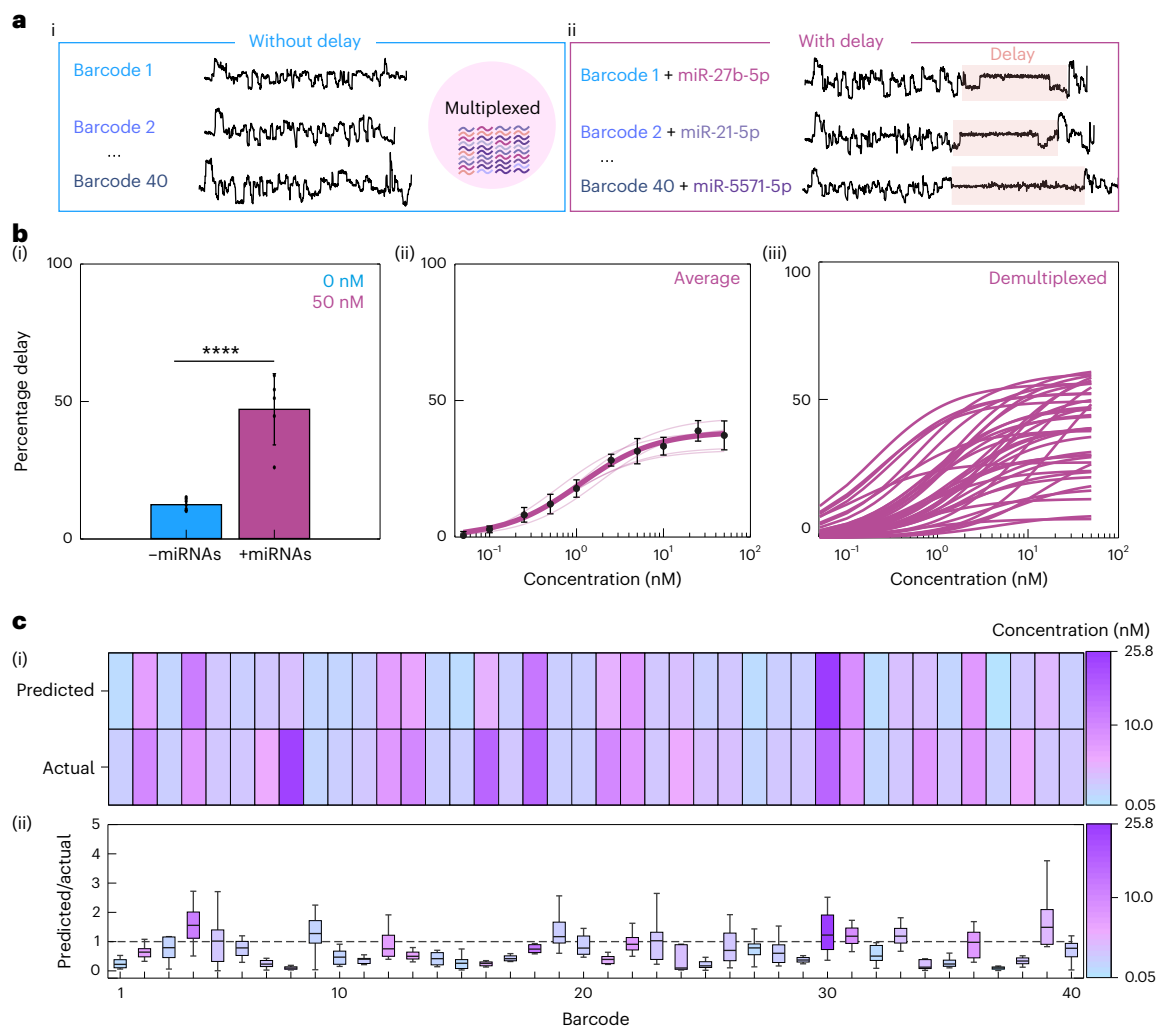 a
i
Without delay
Barcode 1
Barcode 2
...
Barcode 40
Multiplexed
ii
With delay
Delay
Barcode 1 + miR-27b-5p
Barcode 2 + miR-21-5p
...
Barcode 40 + miR-5571-5p
b
(i)
Percentage delay
100
50
0
0 nM
50 nM
****
−miRNAs
+miRNAs
(ii)
100
50
0
Average
10⁻¹
10⁰
10¹
10²
Concentration (nM)
(iii)
100
50
0
Demultiplexed
10⁻¹
10⁰
10¹
10²
Concentration (nM)
c
Concentration (nM)
(i)
Predicted
Actual
25.8
10.0
0.05
(ii)
Predicted/actual
5
4
3
2
1
0
1
10
20
30
40
Barcode
25.8
10.0
0.05